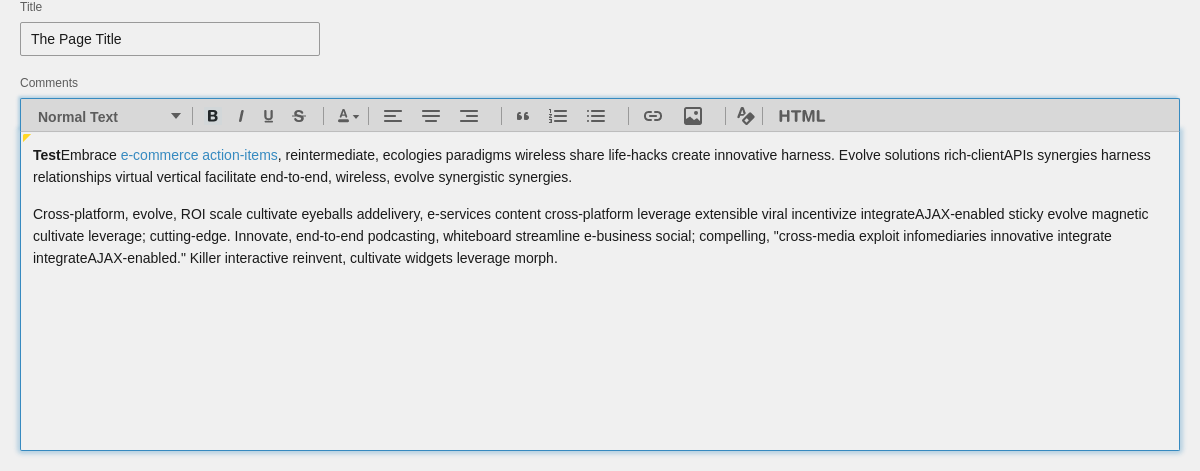 Title
The Page Title
Comments
Normal Text B I U S A A HTML
TestEmbrace e-commerce action-items, reintermediate, ecologies paradigms wireless share life-hacks create innovative harness. Evolve solutions rich-clientAPIs synergies harness
relationships virtual vertical facilitate end-to-end, wireless, evolve synergistic synergies.
Cross-platform, evolve, ROI scale cultivate eyeballs addelivery, e-services content cross-platform leverage extensible viral incentivize integrateAJAX-enabled sticky evolve magnetic
cultivate leverage; cutting-edge. Innovate, end-to-end podcasting, whiteboard streamline e-business social; compelling, "cross-media exploit infomediaries innovative integrate
integrateAJAX-enabled." Killer interactive reinvent, cultivate widgets leverage morph.